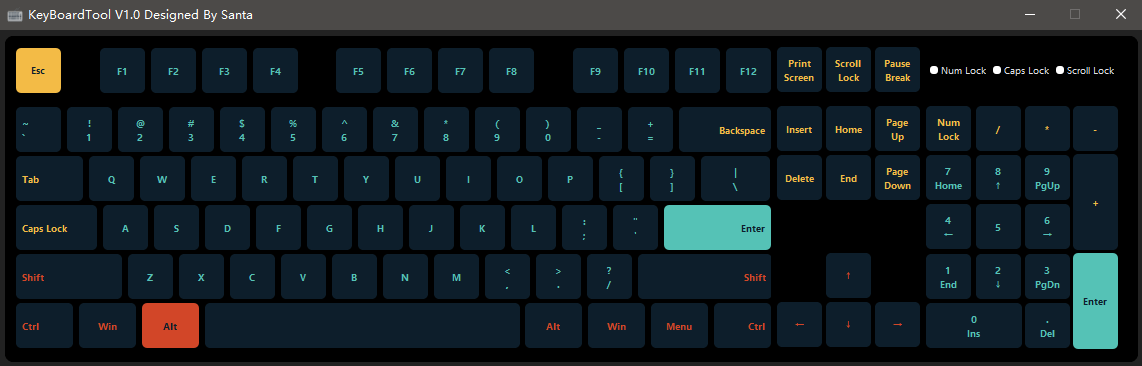 KeyBoardTool V1.0 Designed By Santa
Esc F1 F2 F3 F4 F5 F6 F7 F8 F9 F10 F11 F12 Print Screen Scroll Lock Pause Break Num Lock Caps Lock Scroll Lock
~ ! @ # $ % ^ & * ( ) _ +
` 1 2 3 4 5 6 7 8 9 0 - = Backspace Insert Home Page Up Num Lock / * -
Tab Q W E R T Y U I O P { [ } ] | \ Delete End Page Down 7 Home 8 ↑ 9 PgUp +
Caps Lock A S D F G H J K L : ; " ' Enter 4 ← 5 6 →
Shift Z X C V B N M < , > . ? / Shift ↑ 1 End 2 ↓ 3 PgDn Enter
Ctrl Win Alt Alt Win Menu Ctrl ← ↓ → 0 Ins . Del